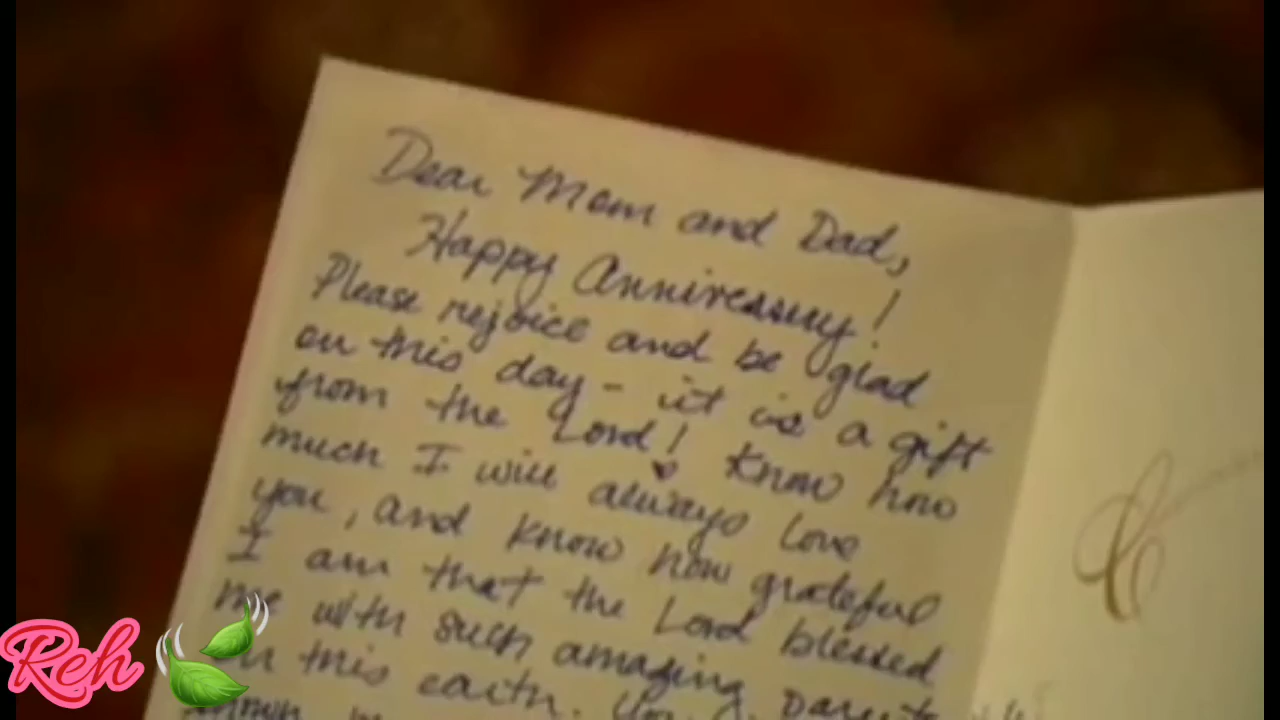 Dear Mom and Dad,
Happy Anniversary!
Please rejoice and be glad
on this day - it is a gift
from the Lord! Know how
much I will always love
you, and know how grateful
I am that the Lord blessed
me with such amazing parents
on this earth. You
Reh